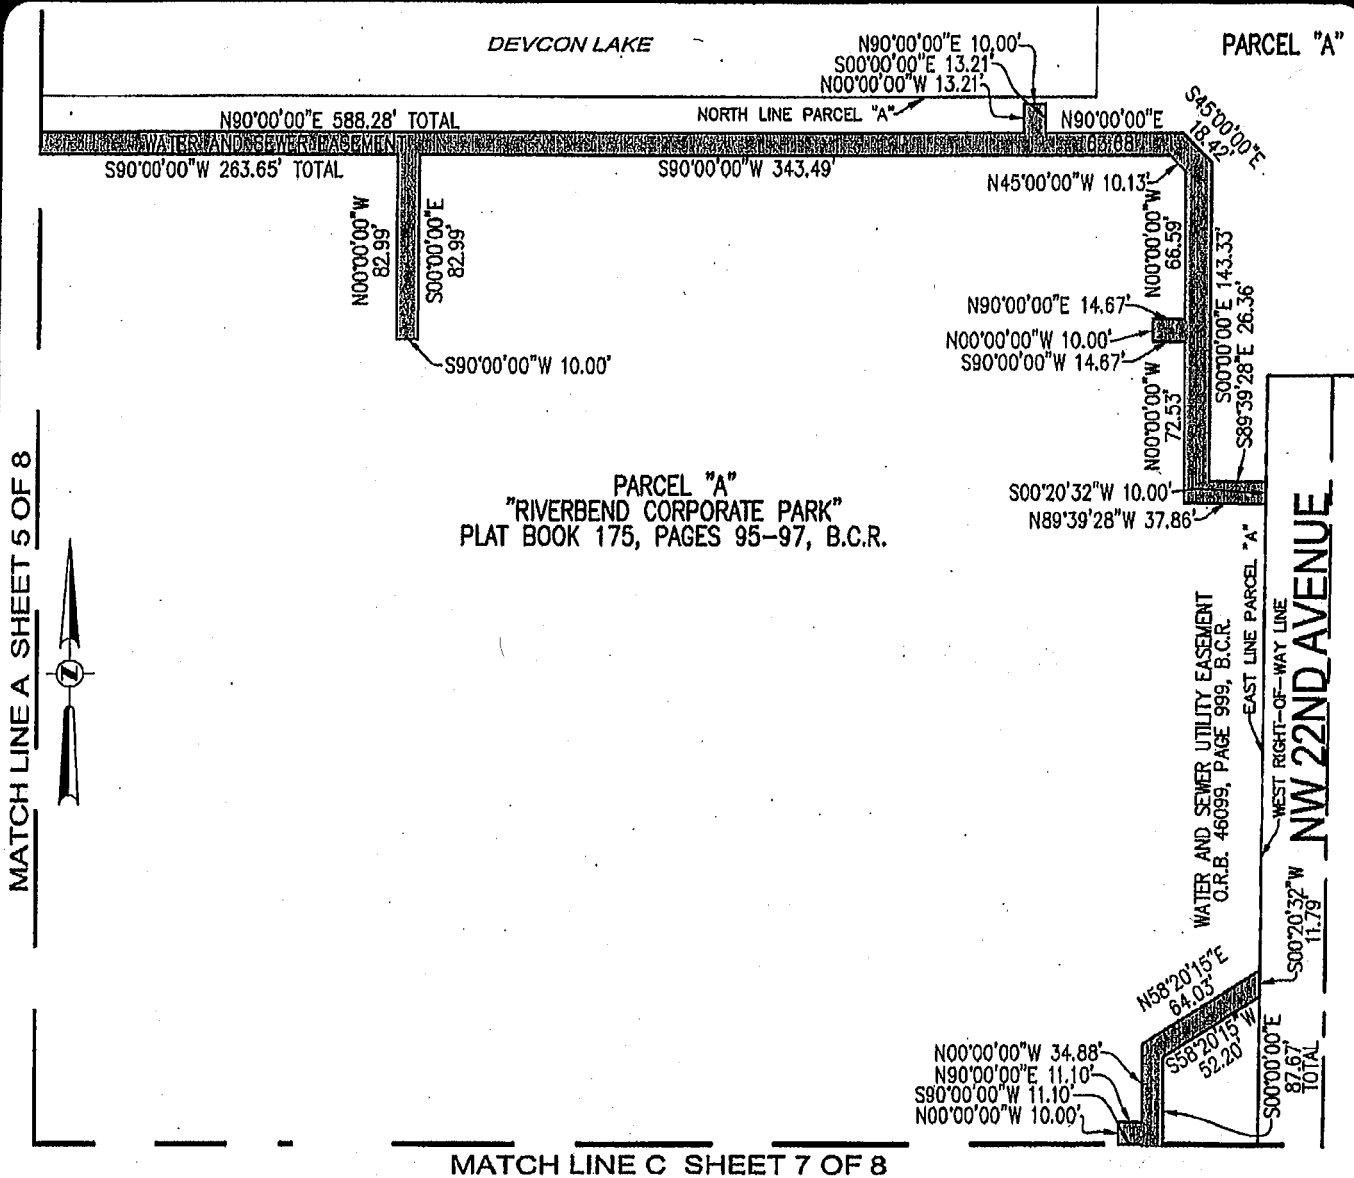 DEVCON LAKE
PARCEL "A"
N90°00'00"E 10.00'
S00°00'00"E 13.21'
N00°00'00"W 13.21'
NORTH LINE PARCEL "A"
N90°00'00"E 588.28' TOTAL
WATER AND SEWER EASEMENT
S90°00'00"W 263.65' TOTAL
S90°00'00"W 343.49'
N90°00'00"E
63.68'
S45°00'00"E
18.42'
N45°00'00"W 10.13'
N00°00'00"W
82.99'
S00°00'00"E
82.99'
S90°00'00"W 10.00'
N00°00'00"W
66.59'
S00°00'00"E 143.33'
S89°39'28"E 26.36'
N90°00'00"E 14.67'
N00°00'00"W 10.00'
S90°00'00"W 14.67'
N00°00'00"W
72.53'
S00°20'32"W 10.00'
N89°39'28"W 37.86'
PARCEL "A"
"RIVERBEND CORPORATE PARK"
PLAT BOOK 175, PAGES 95-97, B.C.R.
MATCH LINE A SHEET 5 OF 8
Z
WATER AND SEWER UTILITY EASEMENT
O.R.B. 46099, PAGE 999, B.C.R.
EAST LINE PARCEL "A"
WEST RIGHT-OF-WAY LINE
NW 22ND AVENUE
S00°20'32"W
11.79'
N58°20'15"E
64.03'
S58°20'15"W
52.20'
S00°00'00"E
87.67'
TOTAL
N00°00'00"W 34.88'
N90°00'00"E 11.10'
S90°00'00"W 11.10'
N00°00'00"W 10.00'
MATCH LINE C SHEET 7 OF 8